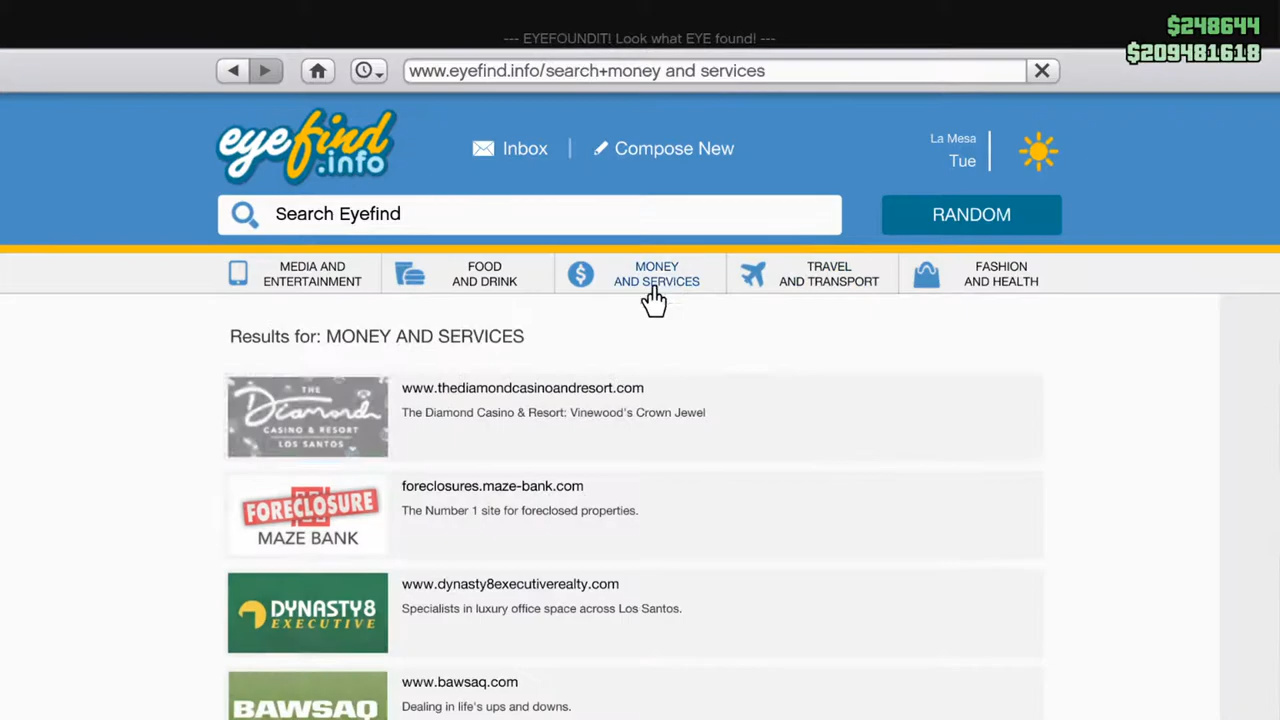 $248644
--- EYEFOUNDIT! Look what EYE found! ---
$209481618
www.eyefind.info/search+money and services
eyefind
.info
Inbox
Compose New
La Mesa
Tue
Search Eyefind
RANDOM
MEDIA AND
ENTERTAINMENT
FOOD
AND DRINK
MONEY
AND SERVICES
TRAVEL
AND TRANSPORT
FASHION
AND HEALTH
Results for: MONEY AND SERVICES
THE
Diamond
CASINO & RESORT
LOS SANTOS
www.thediamondcasinoandresort.com
The Diamond Casino & Resort: Vinewood's Crown Jewel
FORECLOSURE
MAZE BANK
foreclosures.maze-bank.com
The Number 1 site for foreclosed properties.
DYNASTY8
EXECUTIVE
www.dynasty8executiverealty.com
Specialists in luxury office space across Los Santos.
BAWSAQ
www.bawsaq.com
Dealing in life's ups and downs.